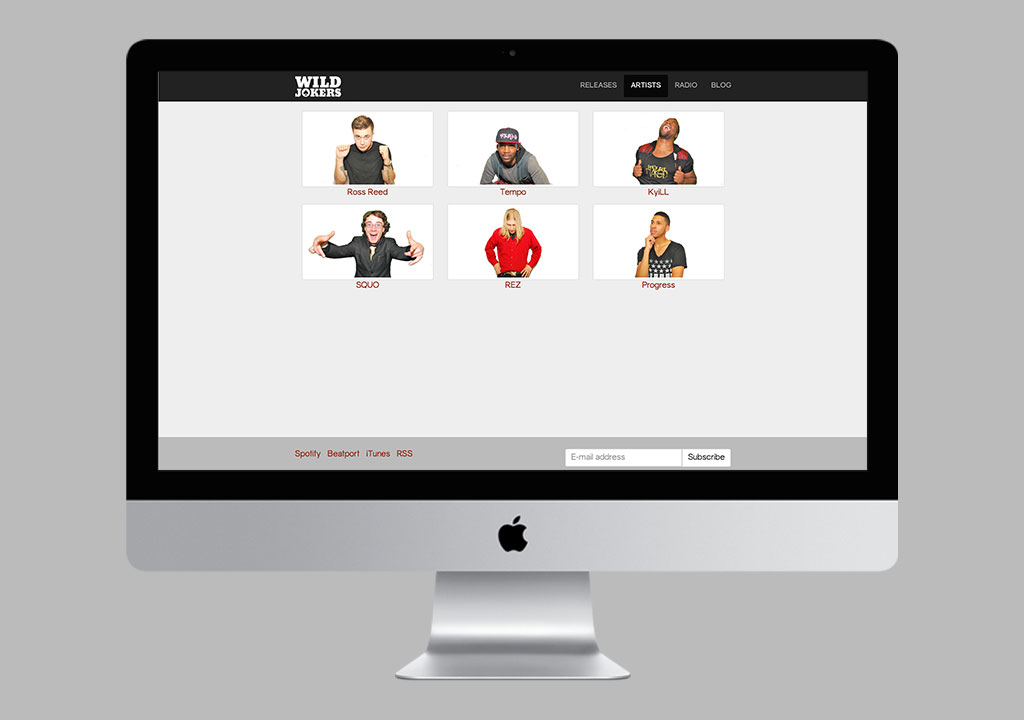 WILD
JOKERS
RELEASES ARTISTS RADIO BLOG
Ross Reed Tempo KyiLL
SQUO REZ Progress
Spotify Beatport iTunes RSS E-mail address Subscribe